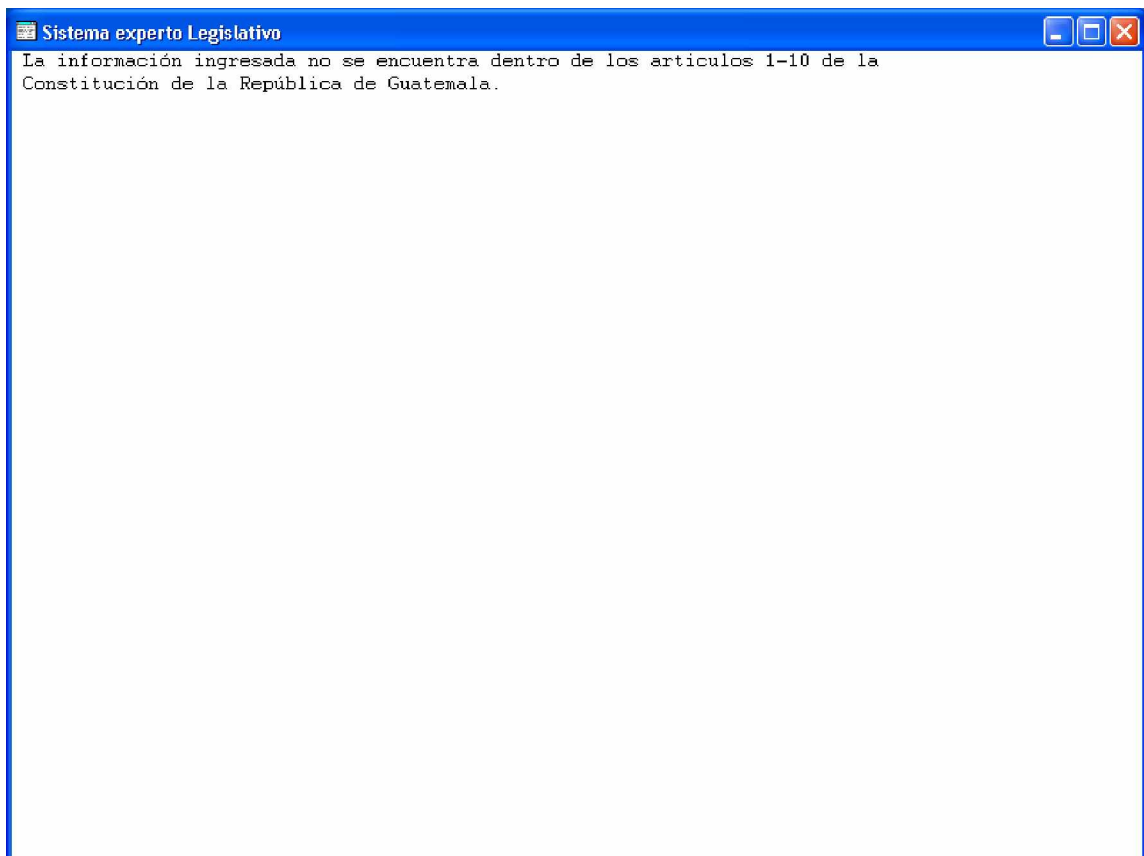 Sistema experto Legislativo
La información ingresada no se encuentra dentro de los articulos 1-10 de la
Constitución de la República de Guatemala.